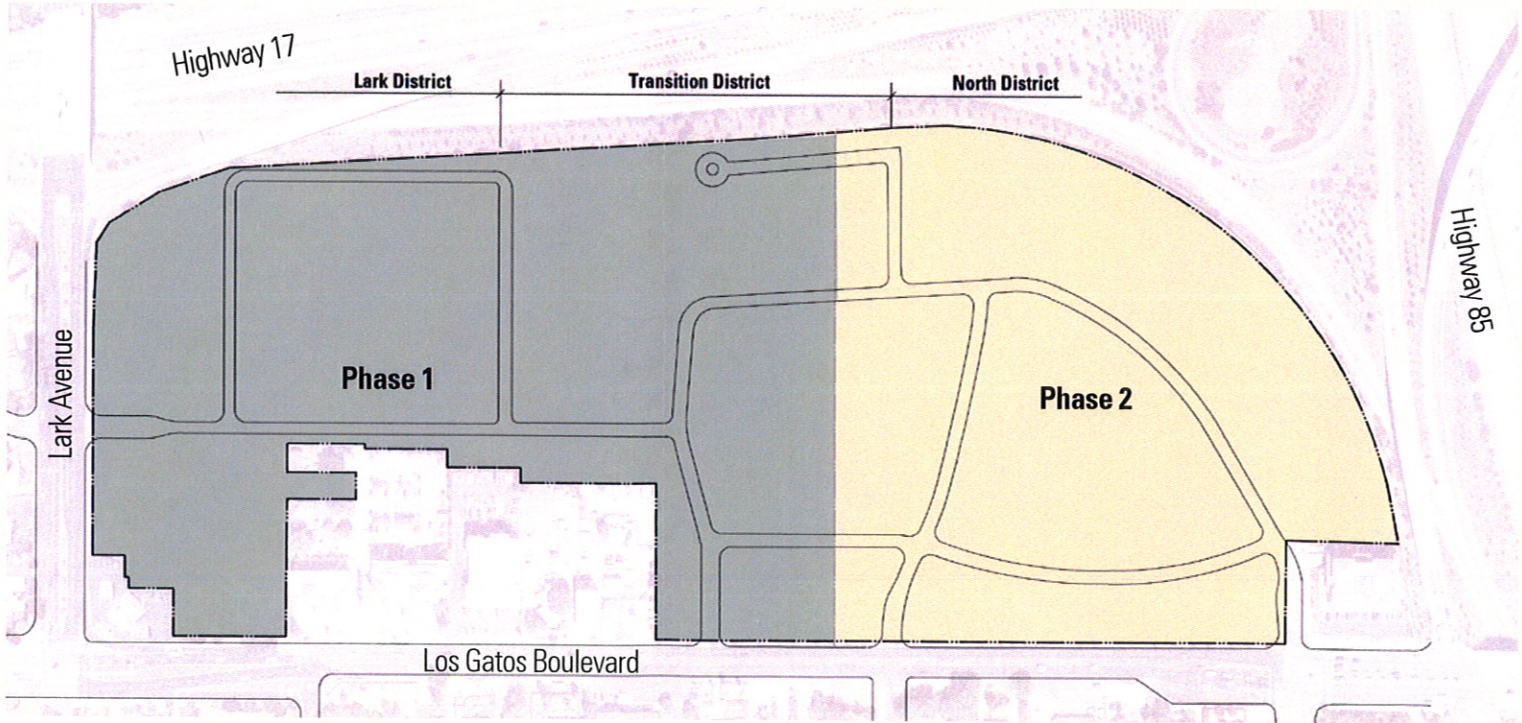 Highway 17
Lark District
Transition District
North District
Highway 85
Lark Avenue
Phase 1
Phase 2
Los Gatos Boulevard